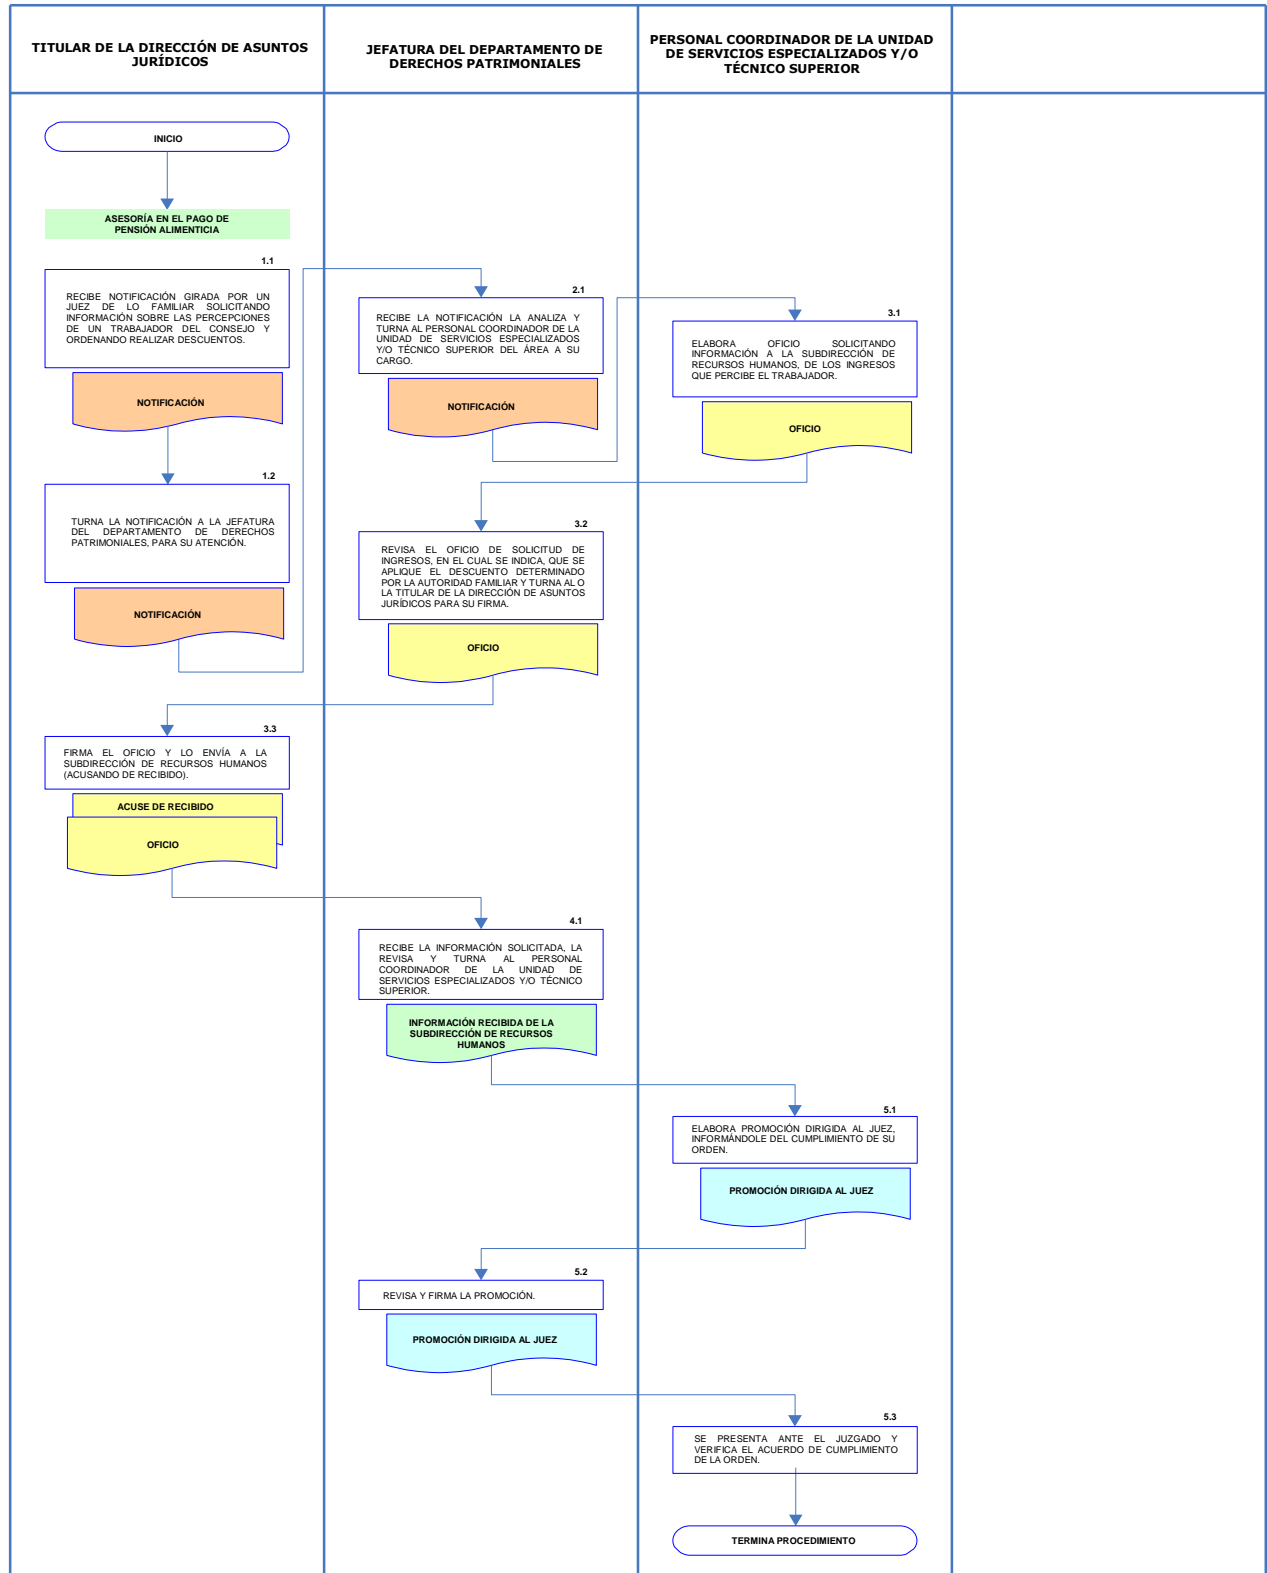 TITULAR DE LA DIRECCIÓN DE ASUNTOS
JURÍDICOS
JEFATURA DEL DEPARTAMENTO DE
DERECHOS PATRIMONIALES
PERSONAL COORDINADOR DE LA UNIDAD
DE SERVICIOS ESPECIALIZADOS Y/O
TÉCNICO SUPERIOR
INICIO
ASESORÍA EN EL PAGO DE
PENSIÓN ALIMENTICIA
1.1
RECIBE NOTIFICACIÓN GIRADA POR UN
JUEZ DE LO FAMILIAR SOLICITANDO
INFORMACIÓN SOBRE LAS PERCEPCIONES
DE UN TRABAJADOR DEL CONSEJO Y
ORDENANDO REALIZAR DESCUENTOS.
NOTIFICACIÓN
1.2
TURNA LA NOTIFICACIÓN A LA JEFATURA
DEL DEPARTAMENTO DE DERECHOS
PATRIMONIALES, PARA SU ATENCIÓN.
NOTIFICACIÓN
2.1
RECIBE LA NOTIFICACIÓN LA ANALIZA Y
TURNA AL PERSONAL COORDINADOR DE LA
UNIDAD DE SERVICIOS ESPECIALIZADOS
Y/O TÉCNICO SUPERIOR DEL ÁREA A SU
CARGO.
NOTIFICACIÓN
3.1
ELABORA OFICIO SOLICITANDO
INFORMACIÓN A LA SUBDIRECCIÓN DE
RECURSOS HUMANOS, DE LOS INGRESOS
QUE PERCIBE EL TRABAJADOR.
OFICIO
3.2
REVISA EL OFICIO DE SOLICITUD DE
INGRESOS, EN EL CUAL SE INDICA, QUE SE
APLIQUE EL DESCUENTO DETERMINADO
POR LA AUTORIDAD FAMILIAR Y TURNA AL O
LA TITULAR DE LA DIRECCIÓN DE ASUNTOS
JURÍDICOS PARA SU FIRMA.
OFICIO
3.3
FIRMA EL OFICIO Y LO ENVÍA A LA
SUBDIRECCIÓN DE RECURSOS HUMANOS
(ACUSANDO DE RECIBIDO).
ACUSE DE RECIBIDO
OFICIO
4.1
RECIBE LA INFORMACIÓN SOLICITADA, LA
REVISA Y TURNA AL PERSONAL
COORDINADOR DE LA UNIDAD DE
SERVICIOS ESPECIALIZADOS Y/O TÉCNICO
SUPERIOR.
INFORMACIÓN RECIBIDA DE LA
SUBDIRECCIÓN DE RECURSOS
HUMANOS
5.1
ELABORA PROMOCIÓN DIRIGIDA AL JUEZ,
INFORMÁNDOLE DEL CUMPLIMIENTO DE SU
ORDEN.
PROMOCIÓN DIRIGIDA AL JUEZ
5.2
REVISA Y FIRMA LA PROMOCIÓN.
PROMOCIÓN DIRIGIDA AL JUEZ
5.3
SE PRESENTA ANTE EL JUZGADO Y
VERIFICA EL ACUERDO DE CUMPLIMIENTO
DE LA ORDEN.
TERMINA PROCEDIMIENTO